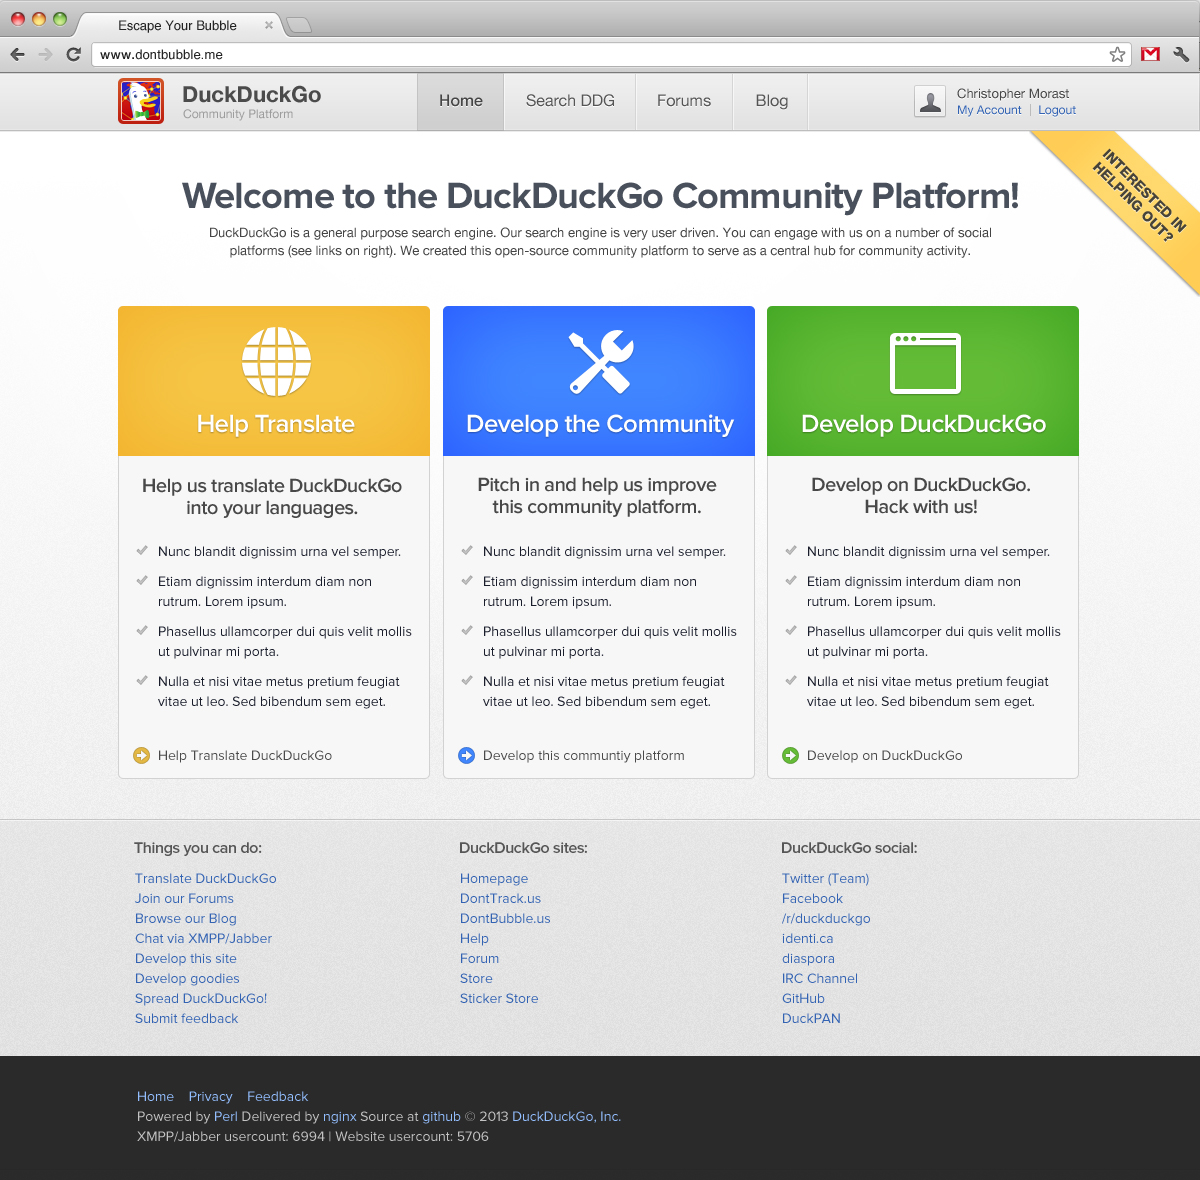 Escape Your Bubble
www.dontbubble.me
DuckDuckGo
Community Platform
Home
Search DDG
Forums
Blog
Christopher Morast
My Account | Logout
INTERESTED IN
HELPING OUT?
Welcome to the DuckDuckGo Community Platform!
DuckDuckGo is a general purpose search engine. Our search engine is very user driven. You can engage with us on a number of social
platforms (see links on right). We created this open-source community platform to serve as a central hub for community activity.
Help Translate
Help us translate DuckDuckGo
into your languages.
Nunc blandit dignissim urna vel semper.
Etiam dignissim interdum diam non
rutrum. Lorem ipsum.
Phasellus ullamcorper dui quis velit mollis
ut pulvinar mi porta.
Nulla et nisi vitae metus pretium feugiat
vitae ut leo. Sed bibendum sem eget.
Help Translate DuckDuckGo
Develop the Community
Pitch in and help us improve
this community platform.
Nunc blandit dignissim urna vel semper.
Etiam dignissim interdum diam non
rutrum. Lorem ipsum.
Phasellus ullamcorper dui quis velit mollis
ut pulvinar mi porta.
Nulla et nisi vitae metus pretium feugiat
vitae ut leo. Sed bibendum sem eget.
Develop this communtiy platform
Develop DuckDuckGo
Develop on DuckDuckGo.
Hack with us!
Nunc blandit dignissim urna vel semper.
Etiam dignissim interdum diam non
rutrum. Lorem ipsum.
Phasellus ullamcorper dui quis velit mollis
ut pulvinar mi porta.
Nulla et nisi vitae metus pretium feugiat
vitae ut leo. Sed bibendum sem eget.
Develop on DuckDuckGo
Things you can do:
Translate DuckDuckGo
Join our Forums
Browse our Blog
Chat via XMPP/Jabber
Develop this site
Develop goodies
Spread DuckDuckGo!
Submit feedback
DuckDuckGo sites:
Homepage
DontTrack.us
DontBubble.us
Help
Forum
Store
Sticker Store
DuckDuckGo social:
Twitter (Team)
Facebook
/r/duckduckgo
identi.ca
diaspora
IRC Channel
GitHub
DuckPAN
Home Privacy Feedback
Powered by Perl Delivered by nginx Source at github © 2013 DuckDuckGo, Inc.
XMPP/Jabber usercount: 6994 | Website usercount: 5706